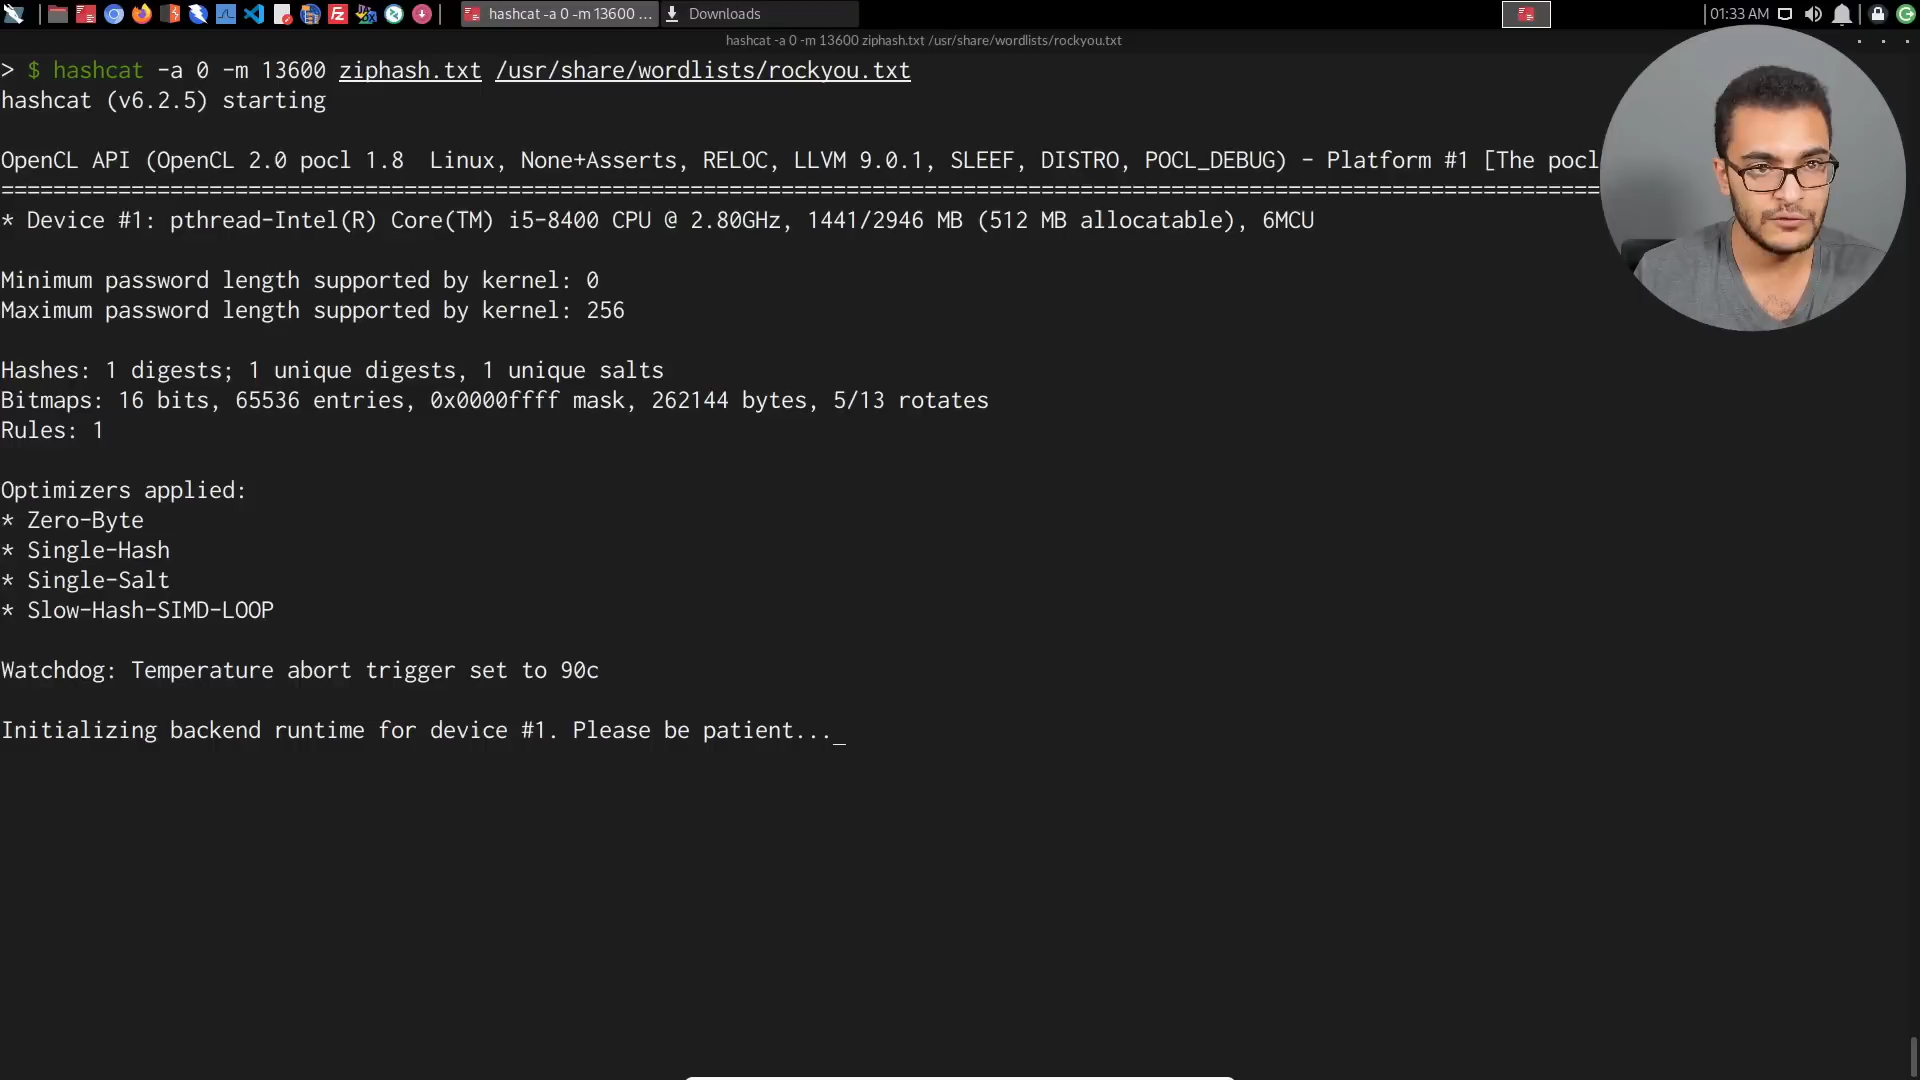 hashcat -a 0 -m 13600 ...
Downloads
01:33 AM
hashcat -a 0 -m 13600 ziphash.txt /usr/share/wordlists/rockyou.txt
> $ hashcat -a 0 -m 13600 ziphash.txt /usr/share/wordlists/rockyou.txt
hashcat (v6.2.5) starting
OpenCL API (OpenCL 2.0 pocl 1.8  Linux, None+Asserts, RELOC, LLVM 9.0.1, SLEEF, DISTRO, POCL_DEBUG) - Platform #1 [The pocl
============================================================================================================================
* Device #1: pthread-Intel(R) Core(TM) i5-8400 CPU @ 2.80GHz, 1441/2946 MB (512 MB allocatable), 6MCU
Minimum password length supported by kernel: 0
Maximum password length supported by kernel: 256
Hashes: 1 digests; 1 unique digests, 1 unique salts
Bitmaps: 16 bits, 65536 entries, 0x0000ffff mask, 262144 bytes, 5/13 rotates
Rules: 1
Optimizers applied:
* Zero-Byte
* Single-Hash
* Single-Salt
* Slow-Hash-SIMD-LOOP
Watchdog: Temperature abort trigger set to 90c
Initializing backend runtime for device #1. Please be patient..._